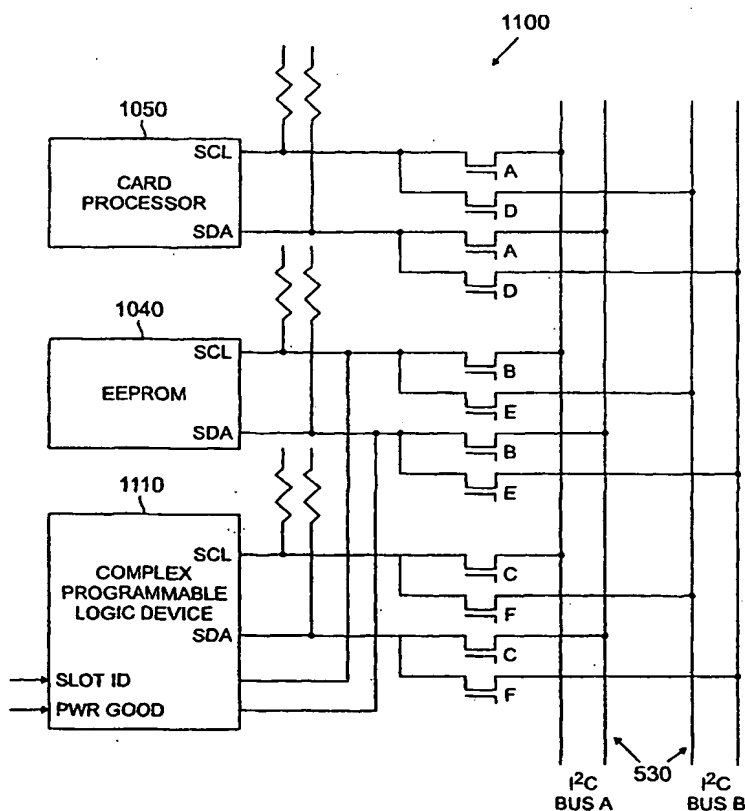 1100
1050
SCL
CARD
PROCESSOR
SDA
A
D
A
D
1040
SCL
EEPROM
SDA
B
E
B
E
1110
SCL
COMPLEX
PROGRAMMABLE
LOGIC DEVICE
SDA
SLOT ID
PWR GOOD
C
F
C
F
530
I²C
BUS A
I²C
BUS B